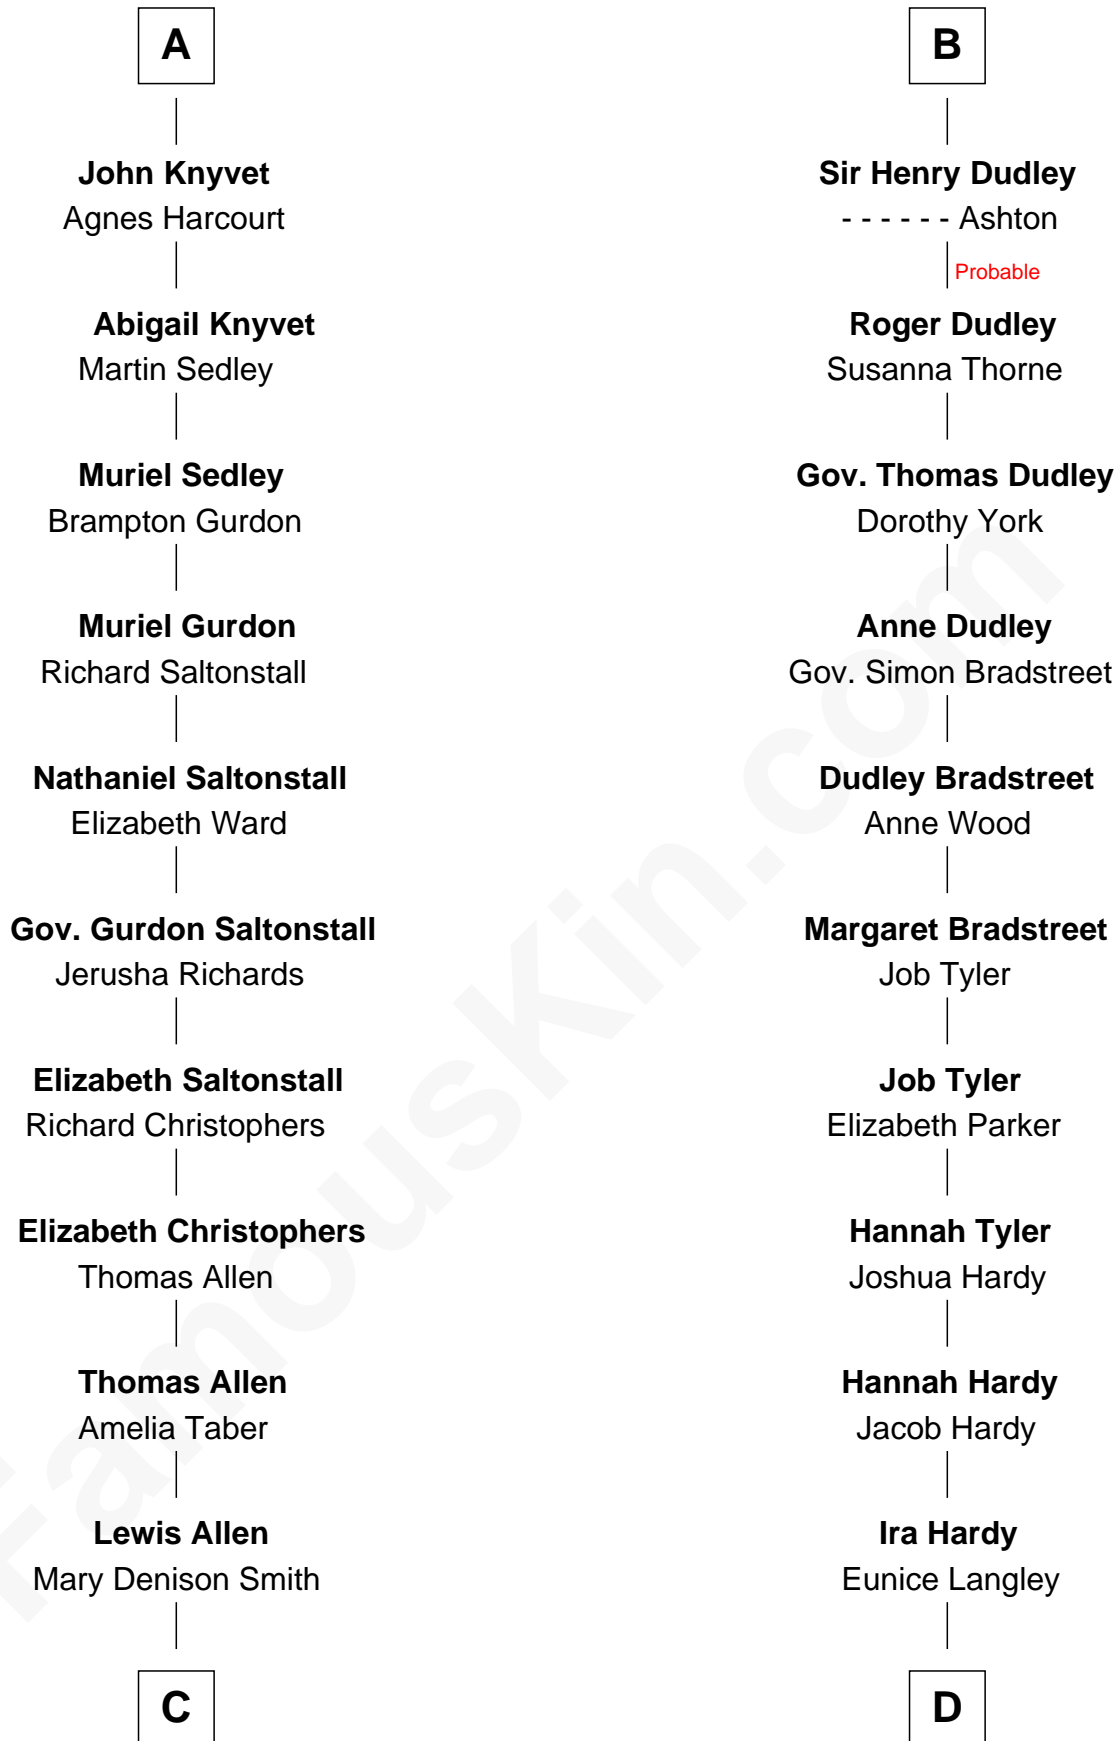 A
John Knyvet
Agnes Harcourt
Abigail Knyvet
Martin Sedley
Muriel Sedley
Brampton Gurdon
Muriel Gurdon
Richard Saltonstall
Nathaniel Saltonstall
Elizabeth Ward
Gov. Gurdon Saltonstall
Jerusha Richards
Elizabeth Saltonstall
Richard Christophers
Elizabeth Christophers
Thomas Allen
Thomas Allen
Amelia Taber
Lewis Allen
Mary Denison Smith
C
B
Sir Henry Dudley
- - - - - - Ashton
Probable
Roger Dudley
Susanna Thorne
Gov. Thomas Dudley
Dorothy York
Anne Dudley
Gov. Simon Bradstreet
Dudley Bradstreet
Anne Wood
Margaret Bradstreet
Job Tyler
Job Tyler
Elizabeth Parker
Hannah Tyler
Joshua Hardy
Hannah Hardy
Jacob Hardy
Ira Hardy
Eunice Langley
D
FamousKin.com